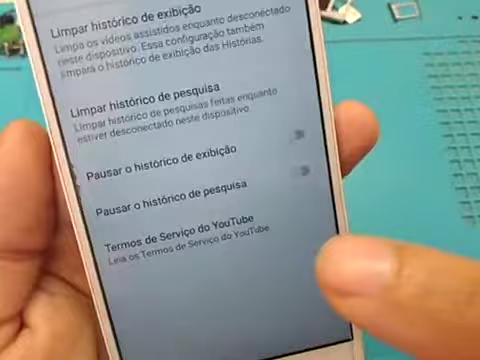 Limpar histórico de exibição
Limpa os vídeos assistidos enquanto desconectado
neste dispositivo. Essa configuração também
limpará o histórico de exibição das Histórias.
Limpar histórico de pesquisa
Limpar histórico de pesquisas feitas enquanto
estiver desconectado neste dispositivo
Pausar o histórico de exibição
Pausar o histórico de pesquisa
Termos de Serviço do YouTube
Leia os Termos de Serviço do YouTube